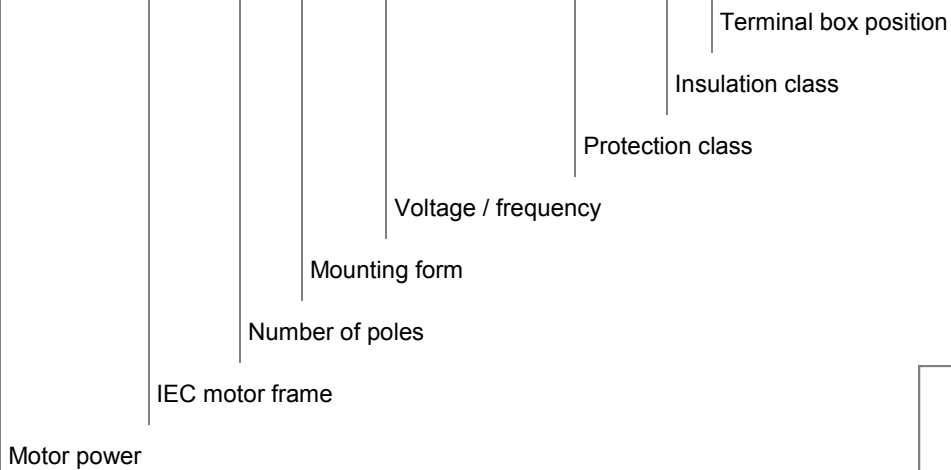 Terminal box position
Insulation class
Protection class
Voltage / frequency
Mounting form
Number of poles
IEC motor frame
Motor power